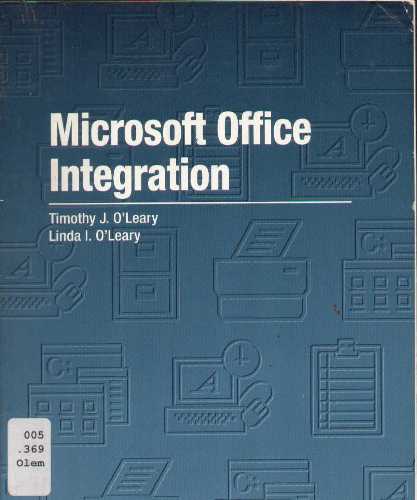 Microsoft Office
Integration
Timothy J. O'Leary
Linda I. O'Leary
C:\
A
C:\
A
005
.369
Olem